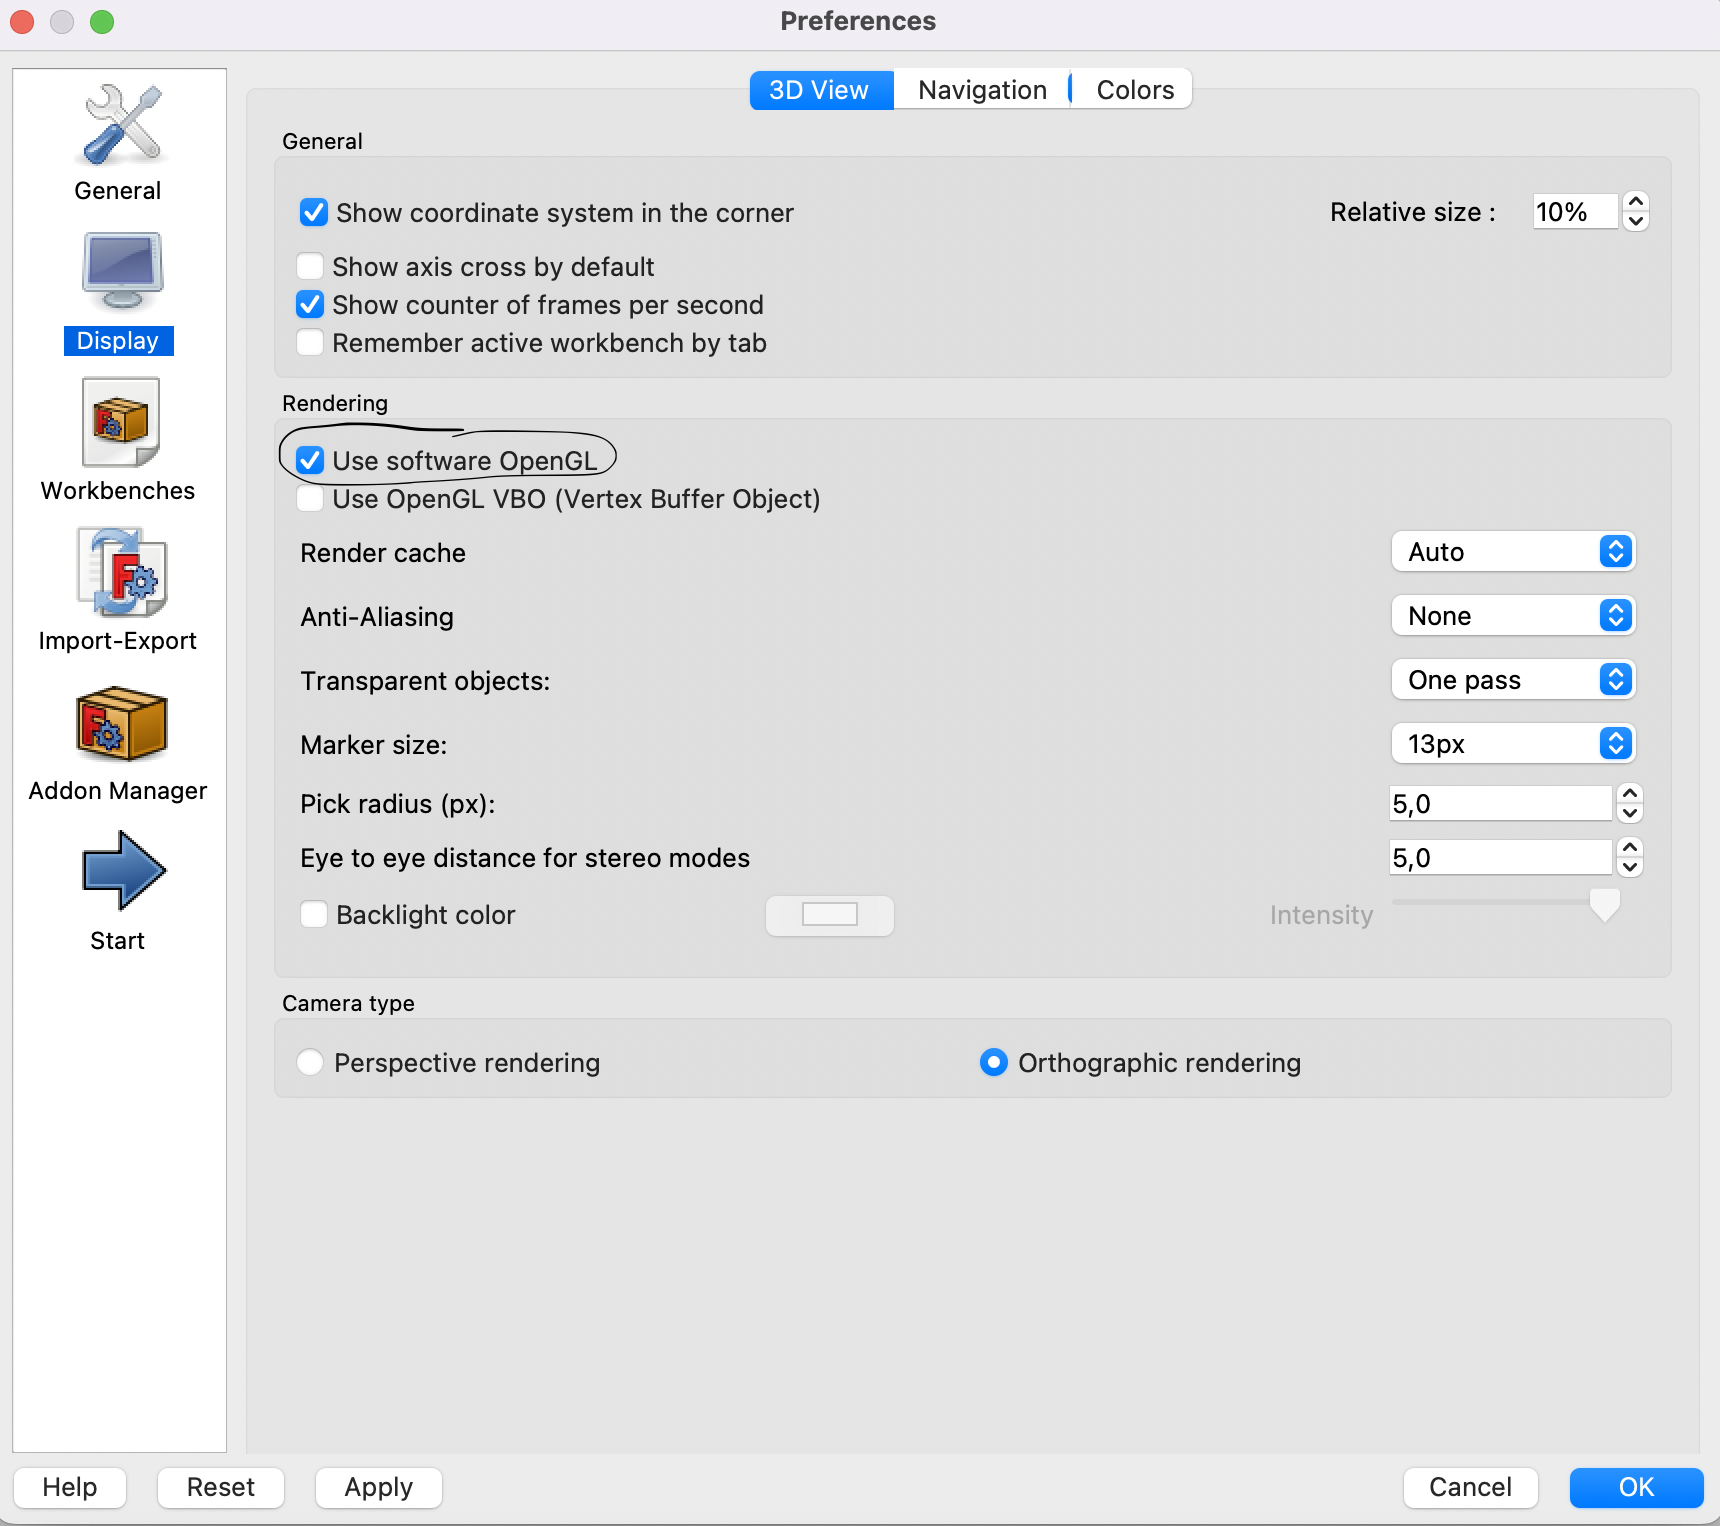 Preferences
General
Display
Workbenches
Import-Export
Addon Manager
Start
3D View Navigation Colors
General
Show coordinate system in the corner Relative size : 10%
Show axis cross by default
Show counter of frames per second
Remember active workbench by tab
Rendering
Use software OpenGL
Use OpenGL VBO (Vertex Buffer Object)
Render cache Auto
Anti-Aliasing None
Transparent objects: One pass
Marker size: 13px
Pick radius (px): 5,0
Eye to eye distance for stereo modes 5,0
Backlight color Intensity
Camera type
Perspective rendering Orthographic rendering
Help Reset Apply Cancel OK